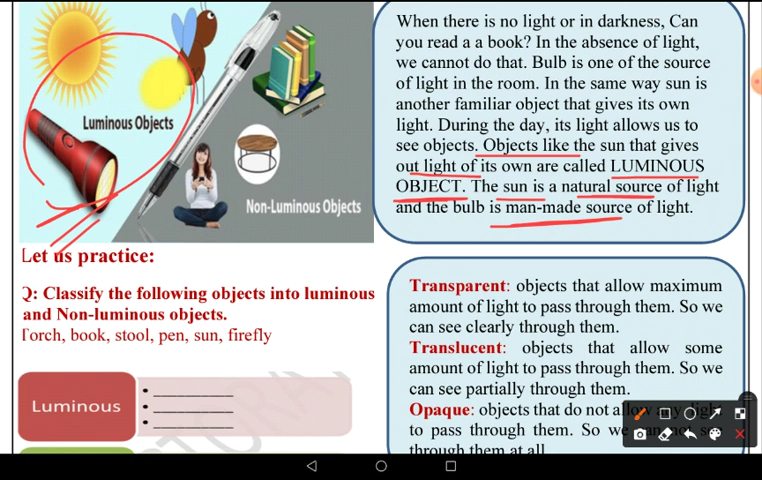 Luminous Objects
Non-Luminous Objects
When there is no light or in darkness, Can
you read a a book? In the absence of light,
we cannot do that. Bulb is one of the source
of light in the room. In the same way sun is
another familiar object that gives its own
light. During the day, its light allows us to
see objects. Objects like the sun that gives
out light of its own are called LUMINOUS
OBJECT. The sun is a natural source of light
and the bulb is man-made source of light.
Let us practice:
Q: Classify the following objects into luminous
and Non-luminous objects.
Torch, book, stool, pen, sun, firefly
Luminous
Transparent: objects that allow maximum
amount of light to pass through them. So we
can see clearly through them.
Translucent: objects that allow some
amount of light to pass through them. So we
can see partially through them.
Opaque: objects that do not
to pass through them. So we
through them at all